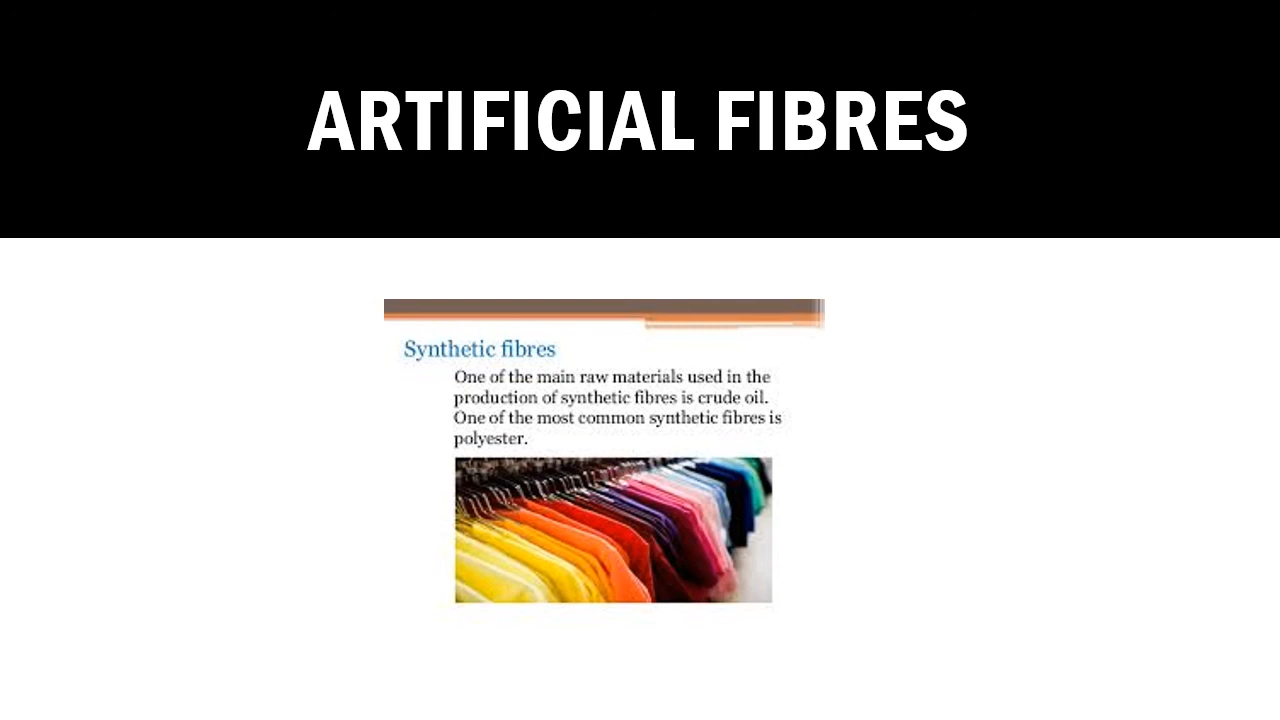 ARTIFICIAL FIBRES
Synthetic fibres
One of the main raw materials used in the
production of synthetic fibres is crude oil.
One of the most common synthetic fibres is
polyester.